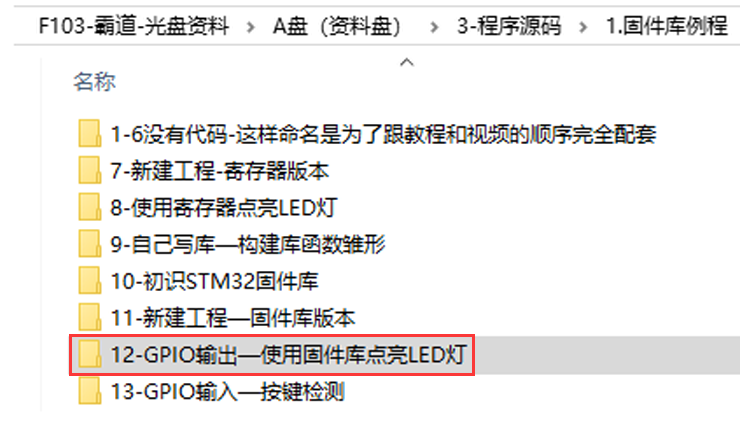 F103-霸道-光盘资料 > A盘（资料盘） > 3-程序源码 > 1.固件库例程
名称
1-6没有代码-这样命名是为了跟教程和视频的顺序完全配套
7-新建工程-寄存器版本
8-使用寄存器点亮LED灯
9-自己写库—构建库函数雏形
10-初识STM32固件库
11-新建工程—固件库版本
12-GPIO输出—使用固件库点亮LED灯
13-GPIO输入—按键检测